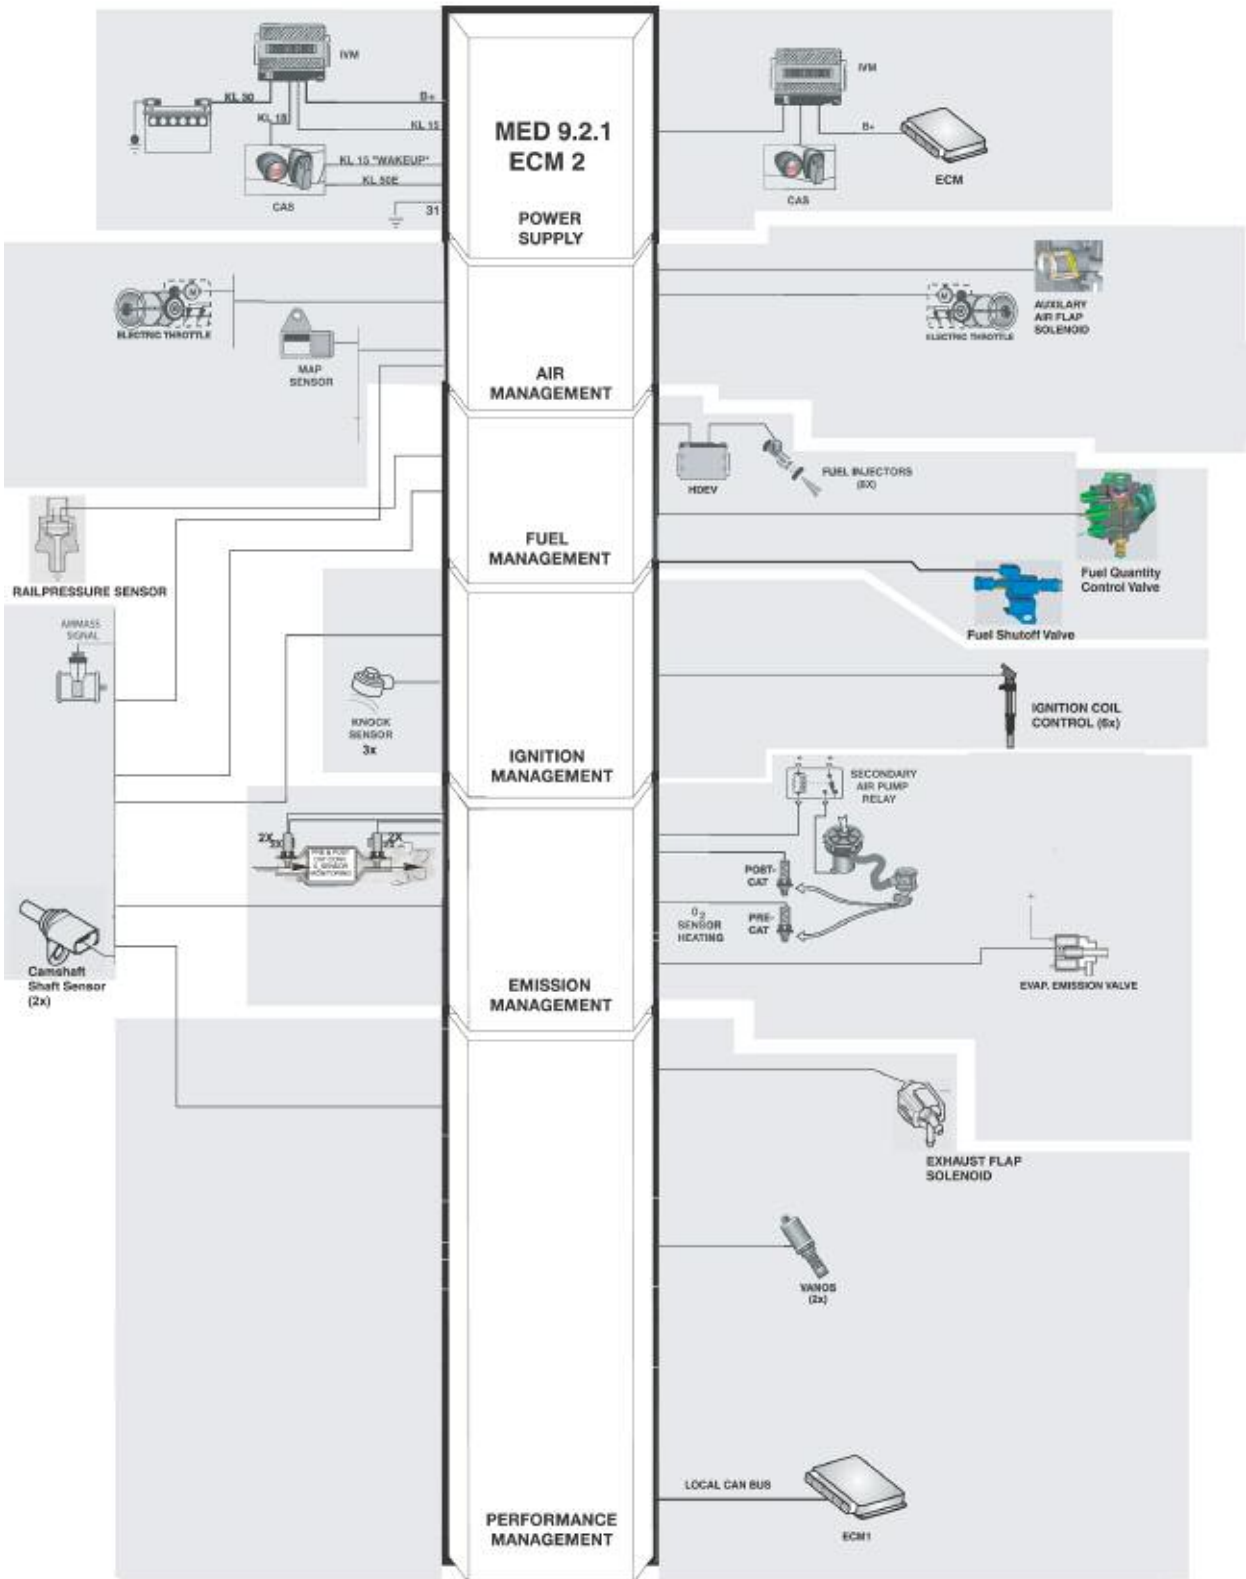 IVM
KL 30
B+
KL 15
KL 15
KL 15 "WAKEUP"
KL 50E
CAS
31
MED 9.2.1
ECM 2
POWER
SUPPLY
IVM
B+
ECM
CAS
ELECTRIC THROTTLE
MAP
SENSOR
AIR
MANAGEMENT
AUXILARY
AIR FLAP
SOLENOID
ELECTRIC THROTTLE
RAILPRESSURE SENSOR
FUEL
MANAGEMENT
HDEV
FUEL INJECTORS
Fuel Quantity
Control Valve
Fuel Shutoff Valve
AIRMASS
SIGNAL
KNOCK
SENSOR
3x
IGNITION
MANAGEMENT
IGNITION COIL
CONTROL (6x)
2X
2X
PRE & POST
MONITORING
SECONDARY
AIR PUMP
RELAY
POST-
CAT
PRE-
CAT
O2
SENSOR
HEATING
EVAP. EMISSION VALVE
Camshaft
Shaft Sensor
(2x)
EMISSION
MANAGEMENT
EXHAUST FLAP
SOLENOID
VANOS
(2x)
LOCAL CAN BUS
ECM1
PERFORMANCE
MANAGEMENT